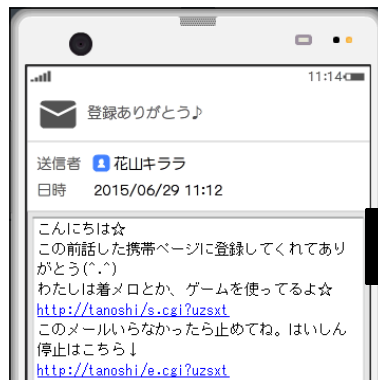 11:14
登録ありがとう♪
送信者 花山キララ
日時 2015/06/29 11:12
こんにちは☆
この前話した携帯ページに登録してくれてあり
がとう(^.^)
わたしは着メロとか、ゲームを使ってるよ☆
http://tanoshi/s.cgi?uzsxt
このメールいらなかったら止めてね。はいしん
停止はこちら↓
http://tanoshi/e.cgi?uzsxt